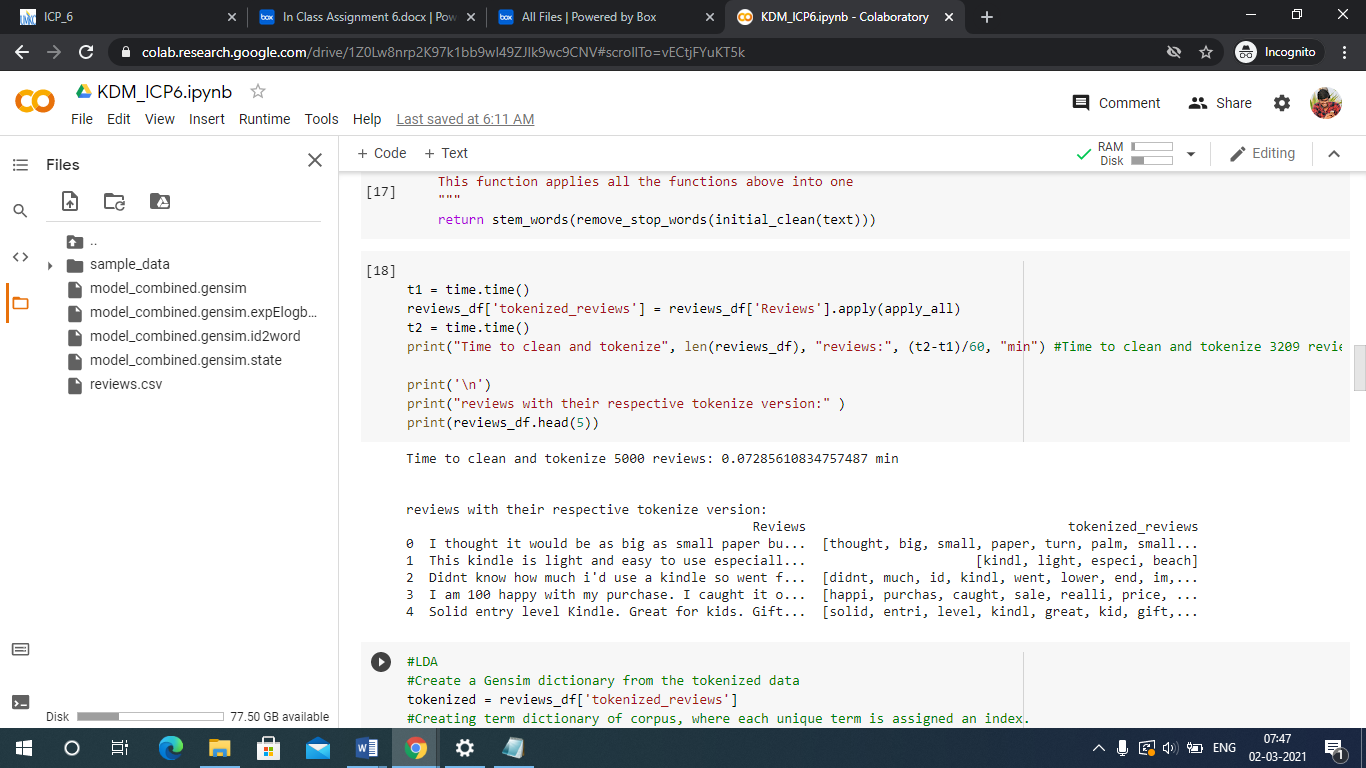 ICP_6
In Class Assignment 6.docx | Pow
All Files | Powered by Box
KDM_ICP6.ipynb - Colaboratory
colab.research.google.com/drive/1Z0Lw8nrp2K97k1bb9wI49ZJIk9wc9CNV#scrollTo=vECtjFYuKT5k
Incognito
KDM_ICP6.ipynb
File Edit View Insert Runtime Tools Help Last saved at 6:11 AM
Comment Share
Files
+ Code + Text
RAM
Disk
Editing
..
sample_data
model_combined.gensim
model_combined.gensim.expElogb...
model_combined.gensim.id2word
model_combined.gensim.state
reviews.csv
Disk 77.50 GB available
[17] This function applies all the functions above into one
"""
return stem_words(remove_stop_words(initial_clean(text)))
[18]
t1 = time.time()
reviews_df['tokenized_reviews'] = reviews_df['Reviews'].apply(apply_all)
t2 = time.time()
print("Time to clean and tokenize", len(reviews_df), "reviews:", (t2-t1)/60, "min") #Time to clean and tokenize 3209 revie
print('\n')
print("reviews with their respective tokenize version:" )
print(reviews_df.head(5))
Time to clean and tokenize 5000 reviews: 0.07285610834757487 min
reviews with their respective tokenize version:
Reviews tokenized_reviews
0 I thought it would be as big as small paper bu... [thought, big, small, paper, turn, palm, small...
1 This kindle is light and easy to use especiall... [kindl, light, especi, beach]
2 Didnt know how much i'd use a kindle so went f... [didnt, much, id, kindl, went, lower, end, im,...
3 I am 100 happy with my purchase. I caught it o... [happi, purchas, caught, sale, realli, price, ...
4 Solid entry level Kindle. Great for kids. Gift... [solid, entri, level, kindl, great, kid, gift,...
#LDA
#Create a Gensim dictionary from the tokenized data
tokenized = reviews_df['tokenized_reviews']
#Creating term dictionary of corpus, where each unique term is assigned an index.
ENG
07:47
02-03-2021
1